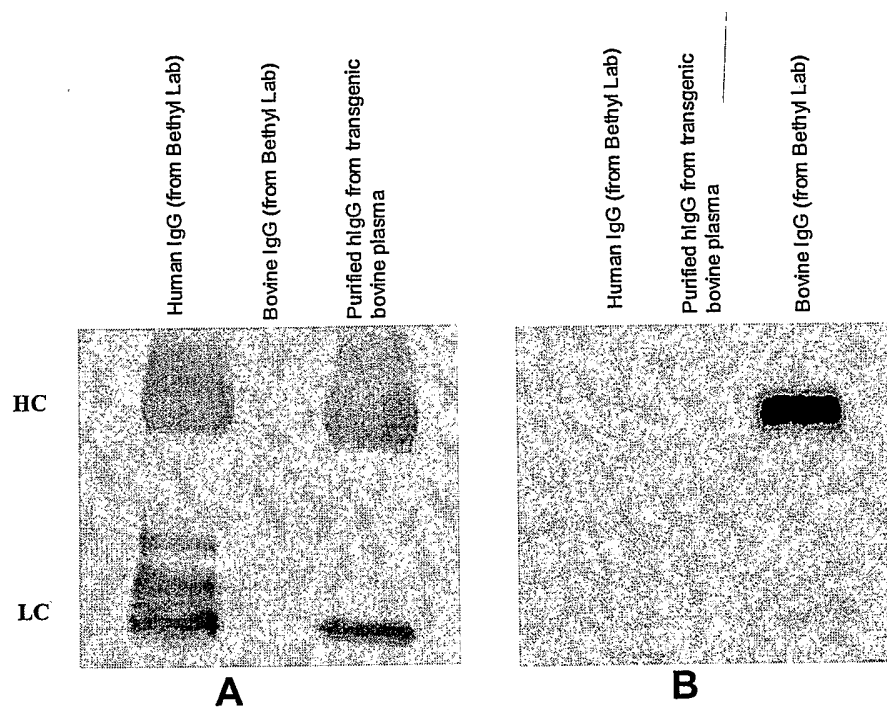 Human IgG (from Bethyl Lab)
Bovine IgG (from Bethyl Lab)
Purified hIgG from transgenic
bovine plasma
Human IgG (from Bethyl Lab)
Purified hIgG from transgenic
bovine plasma
Bovine IgG (from Bethyl Lab)
HC
LC
A
B